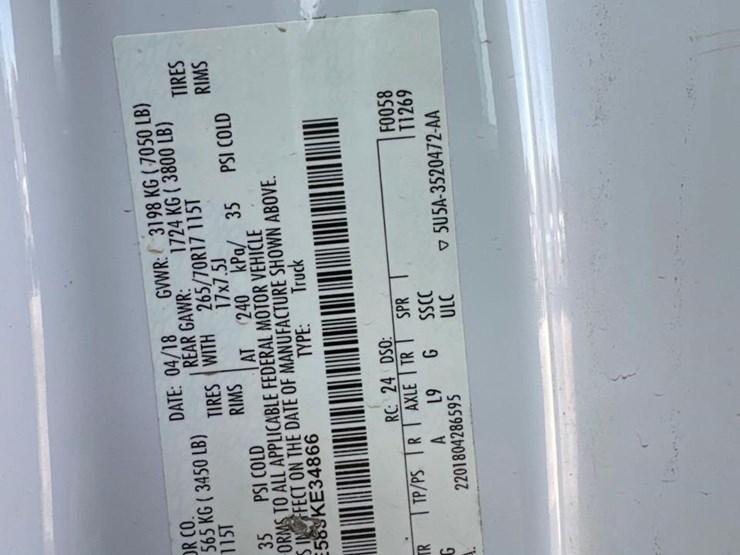 OR CO. DATE: 04/18 GVWR: 3198 KG ( 7050 LB)
565 KG ( 3450 LB) REAR GAWR: 1724 KG ( 3800 LB)
115T TIRES WITH 265/70R17 115T TIRES
RIMS 17x7.5J RIMS
35 PSI COLD AT 240 kPa/ 35 PSI COLD
ORMS TO ALL APPLICABLE FEDERAL MOTOR VEHICLE
EFFECT ON THE DATE OF MANUFACTURE SHOWN ABOVE.
KE34866 TYPE: Truck
RC: 24 DSO: F0058
TR TP/PS R AXLE TR SPR T1269
G A L9 G SSCC
2201804286595 ULC ▽ 5U5A-3520472-AA